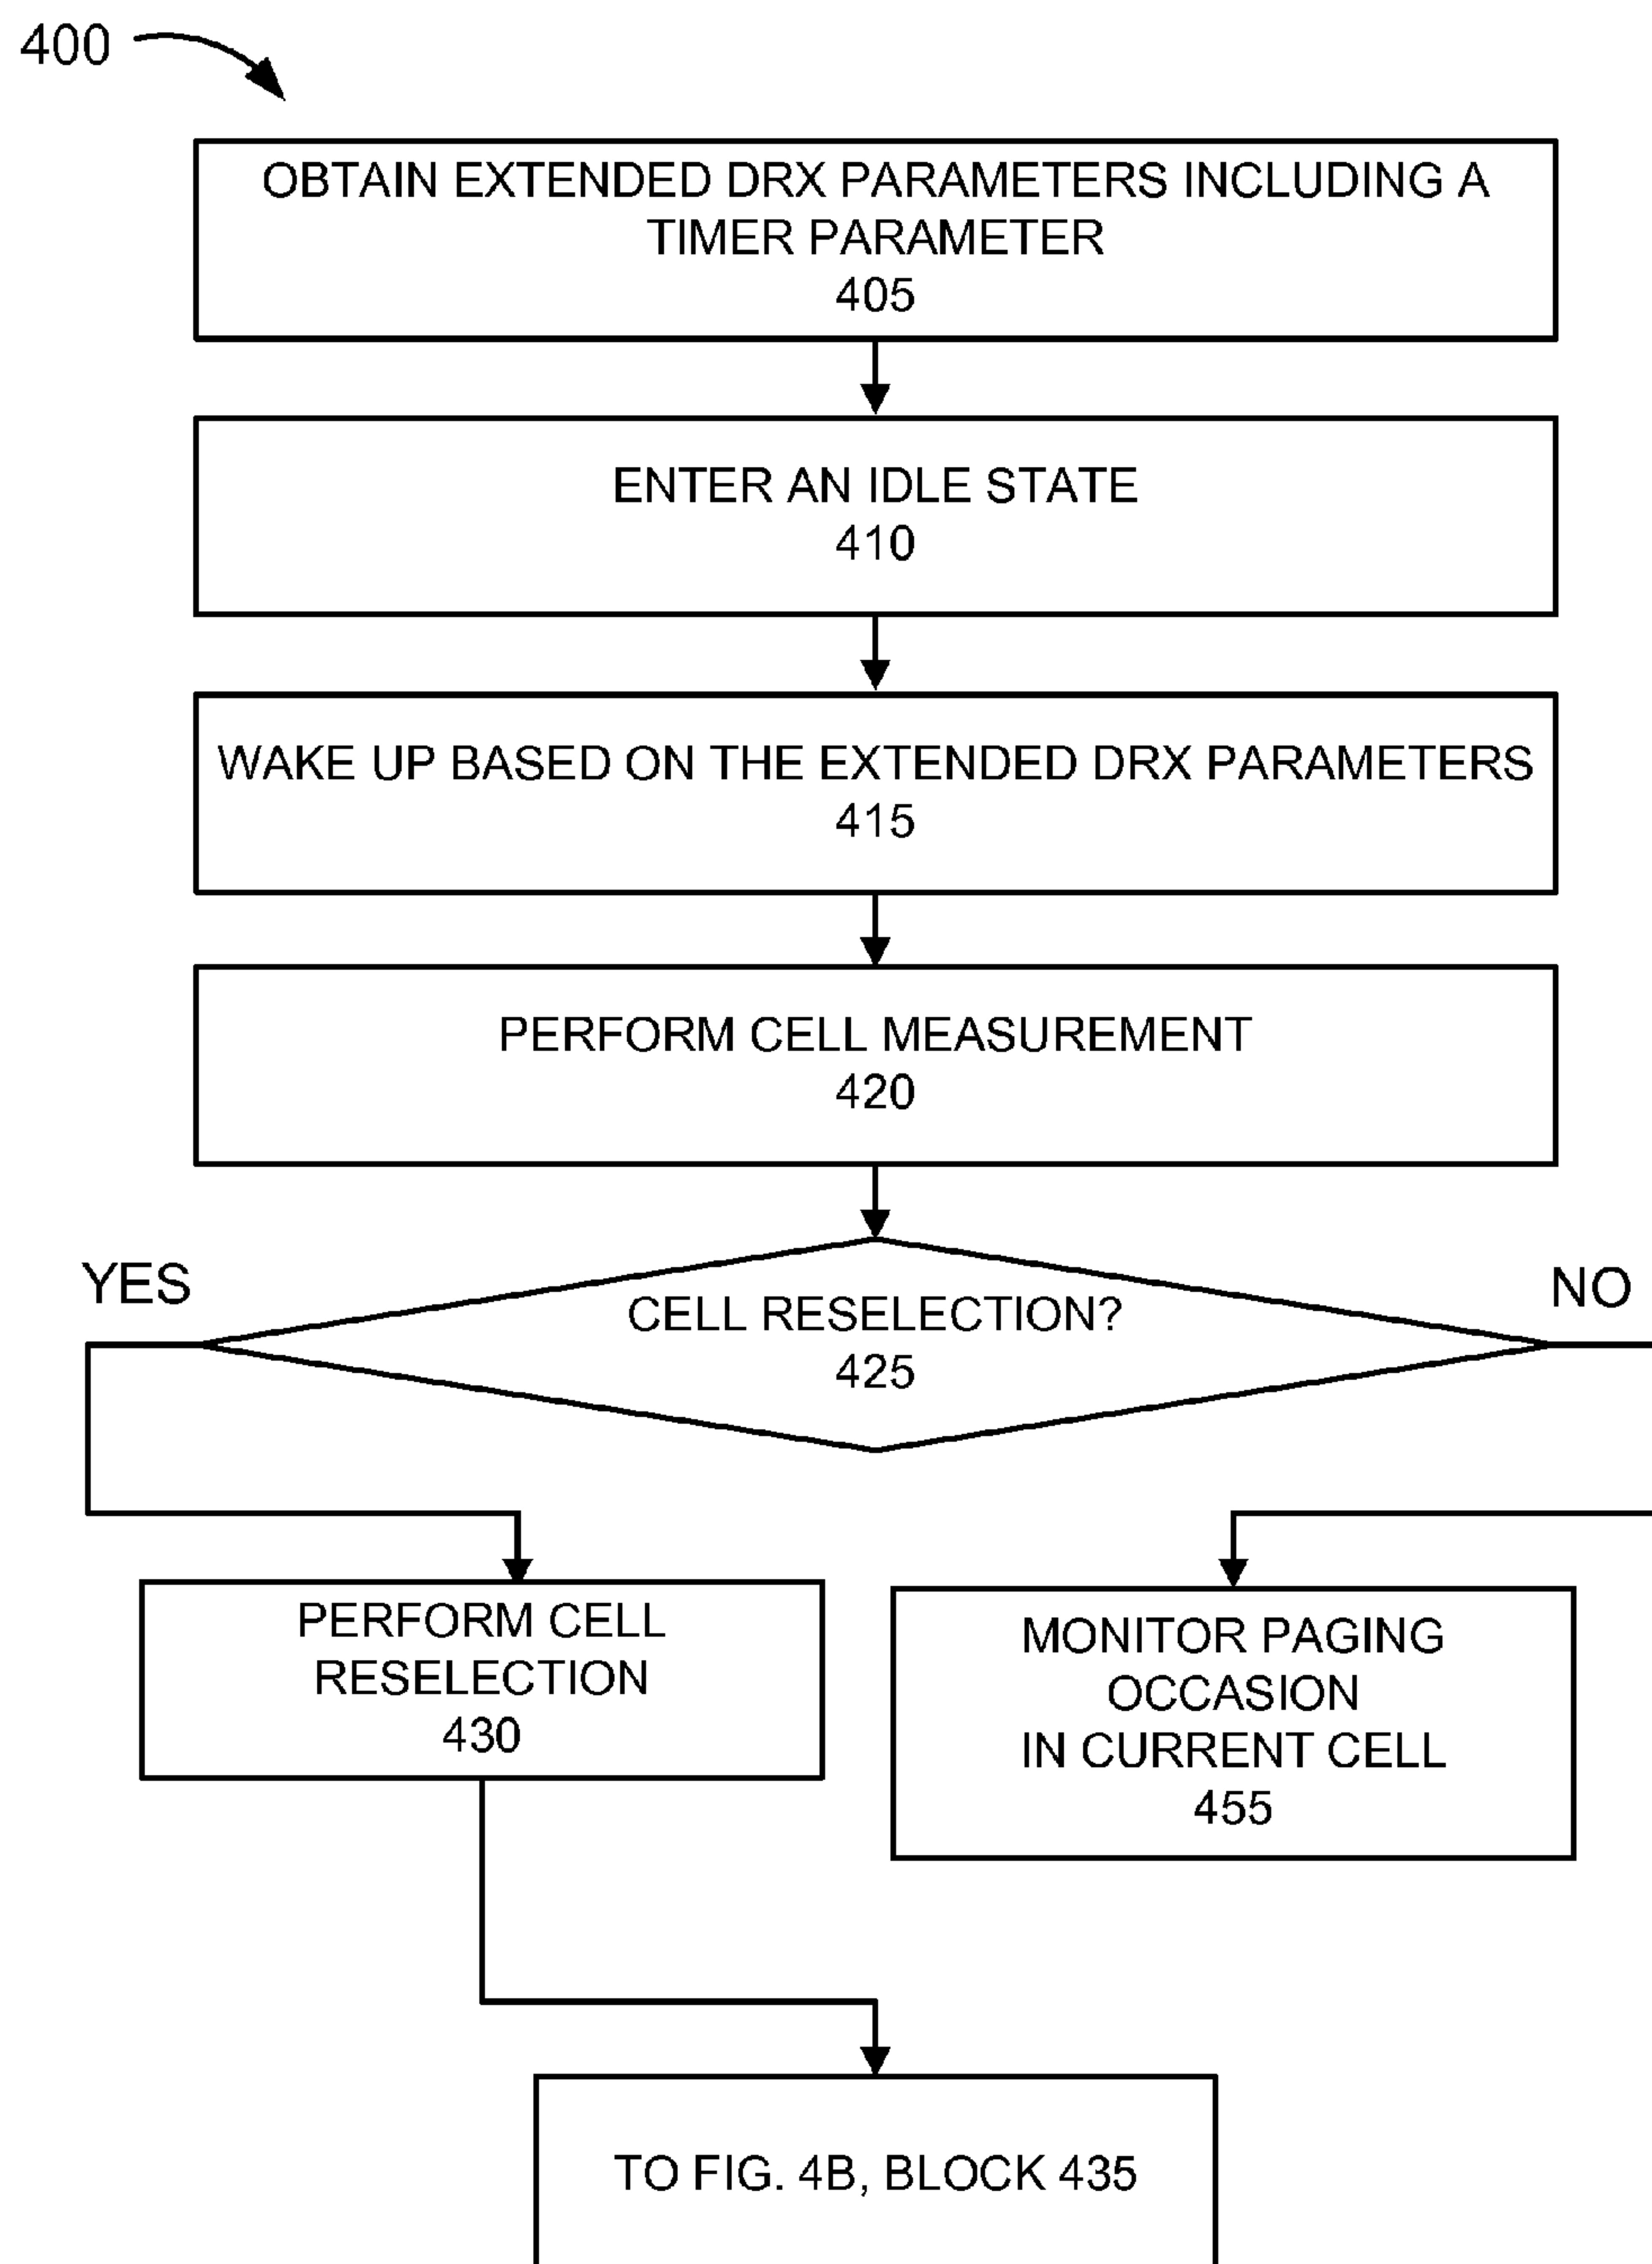 400
OBTAIN EXTENDED DRX PARAMETERS INCLUDING A
TIMER PARAMETER
405
ENTER AN IDLE STATE
410
WAKE UP BASED ON THE EXTENDED DRX PARAMETERS
415
PERFORM CELL MEASUREMENT
420
YES
NO
CELL RESELECTION?
425
PERFORM CELL
RESELECTION
430
MONITOR PAGING
OCCASION
IN CURRENT CELL
455
TO FIG. 4B, BLOCK 435